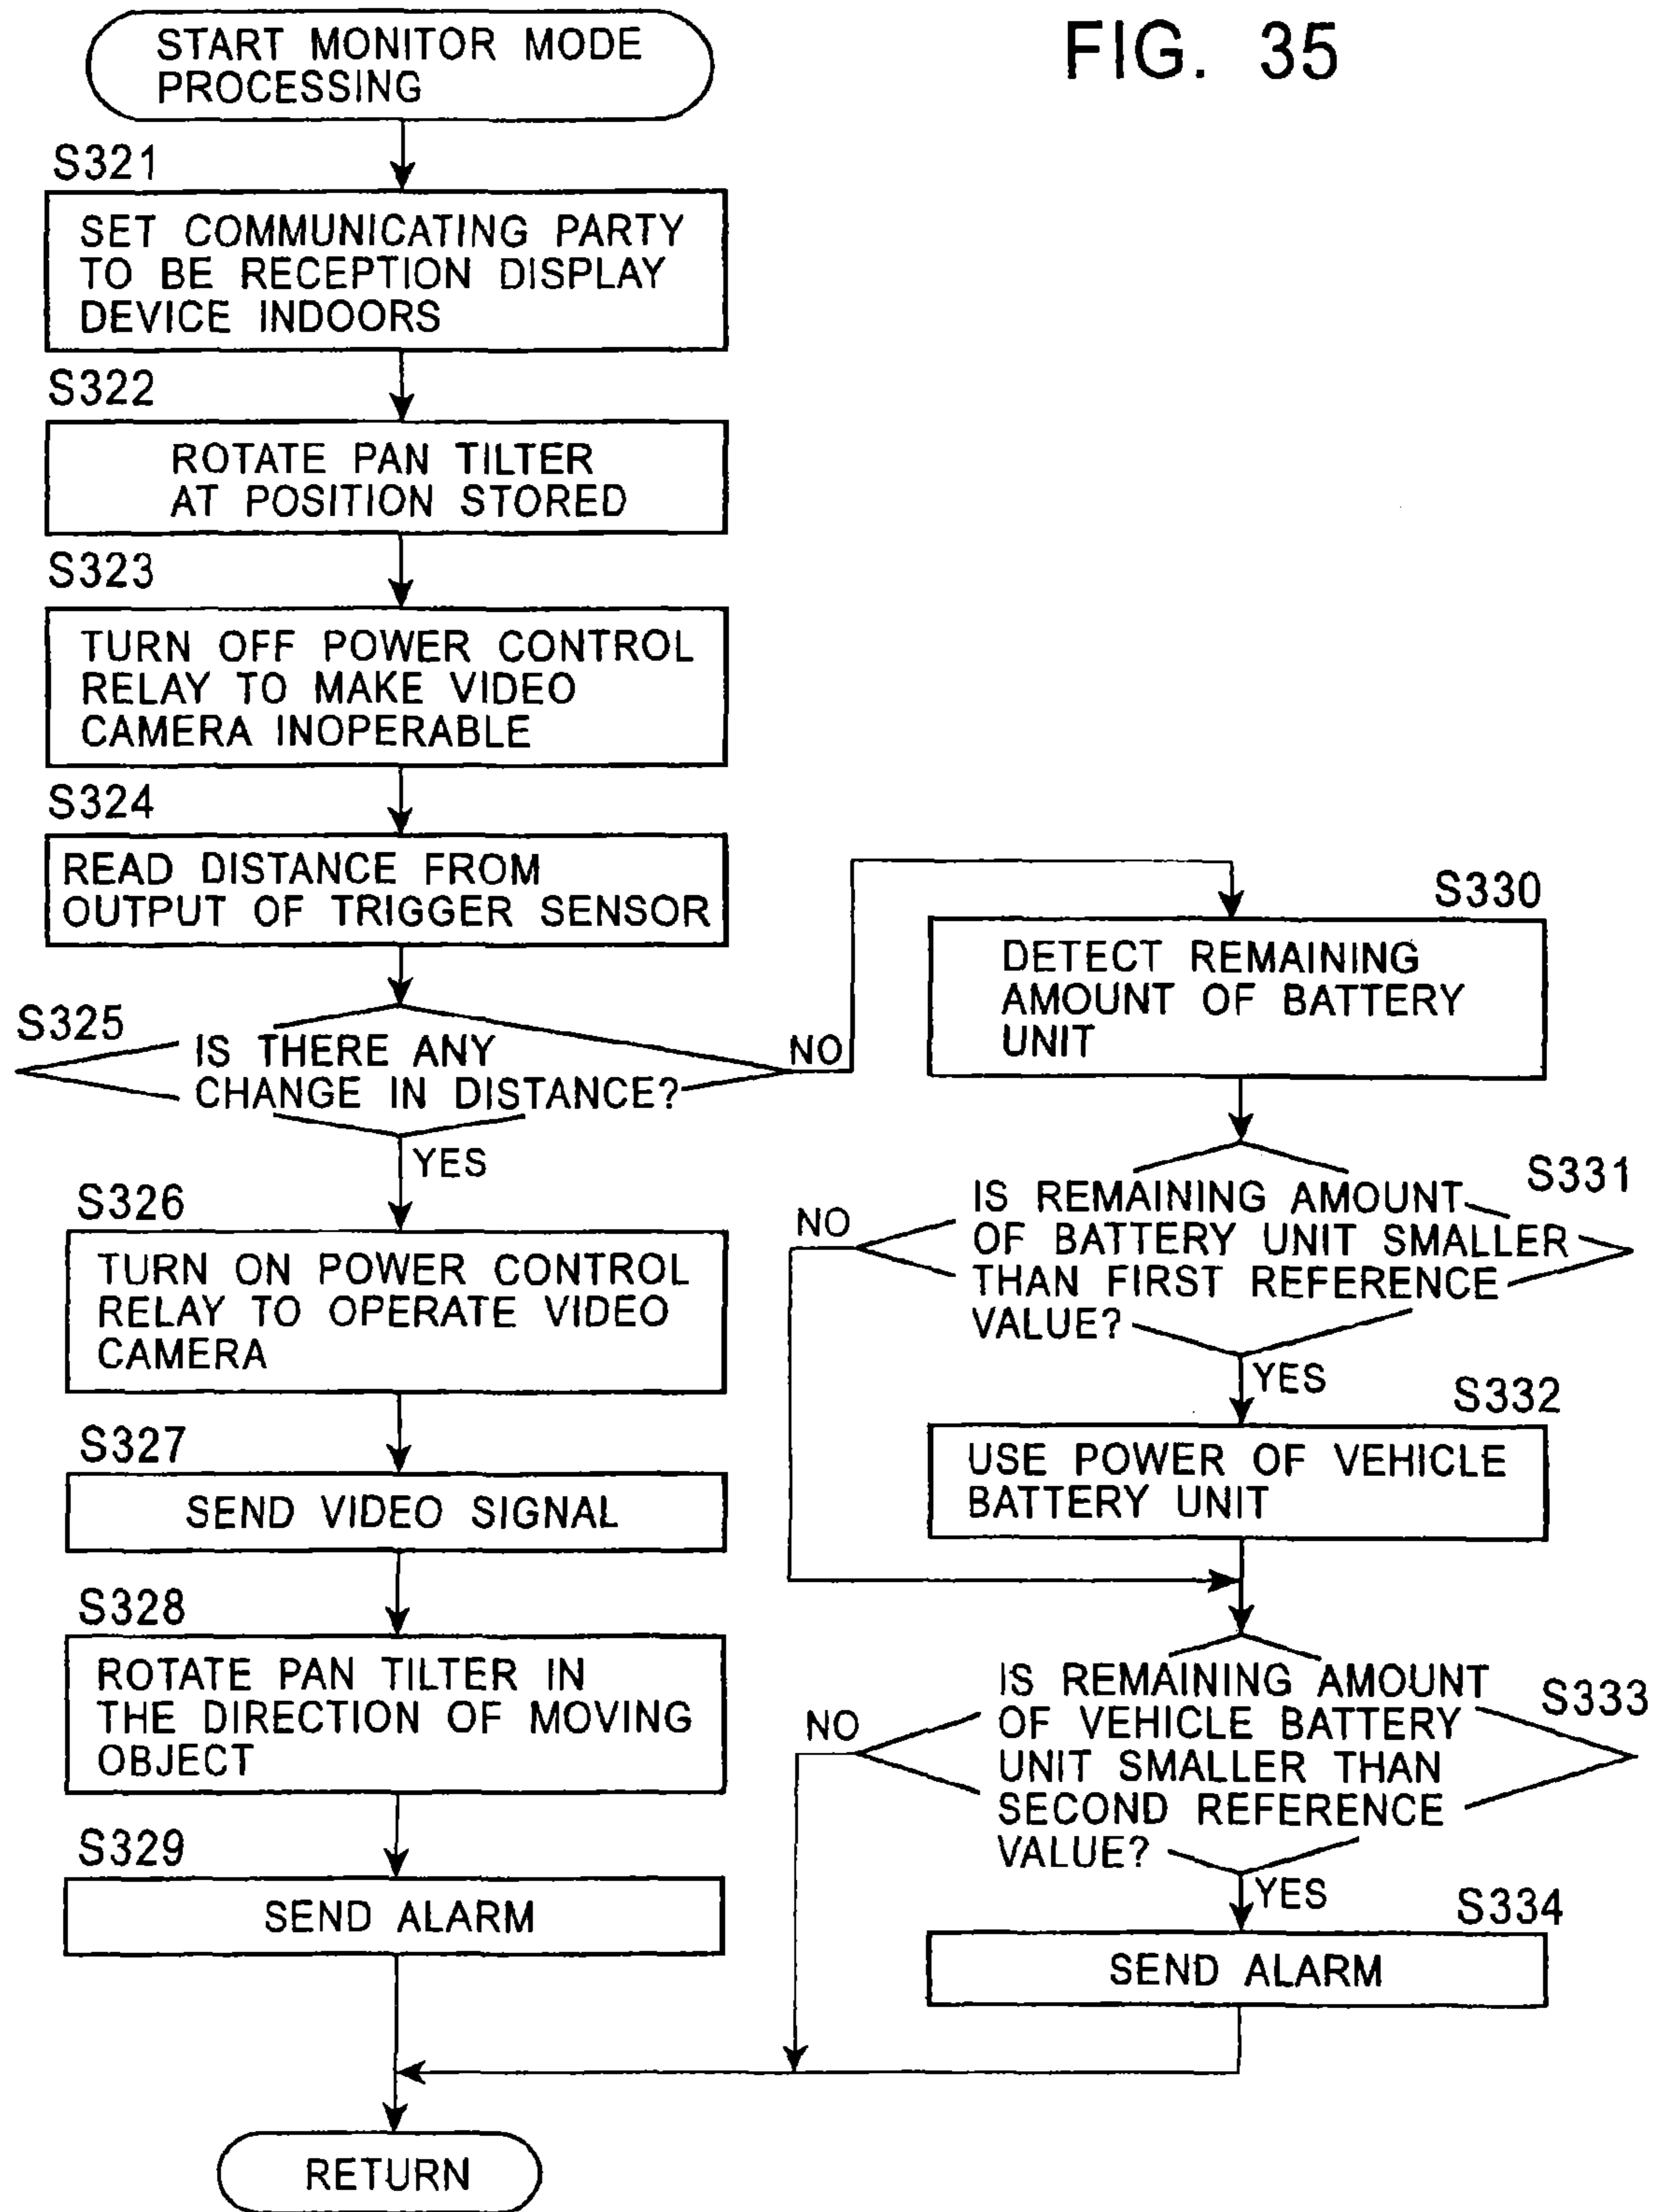 FIG. 35
START MONITOR MODE
PROCESSING
S321
SET COMMUNICATING PARTY
TO BE RECEPTION DISPLAY
DEVICE INDOORS
S322
ROTATE PAN TILTER
AT POSITION STORED
S323
TURN OFF POWER CONTROL
RELAY TO MAKE VIDEO
CAMERA INOPERABLE
S324
READ DISTANCE FROM
OUTPUT OF TRIGGER SENSOR
S325
IS THERE ANY
CHANGE IN DISTANCE?
NO
YES
S326
TURN ON POWER CONTROL
RELAY TO OPERATE VIDEO
CAMERA
S327
SEND VIDEO SIGNAL
S328
ROTATE PAN TILTER IN
THE DIRECTION OF MOVING
OBJECT
S329
SEND ALARM
S330
DETECT REMAINING
AMOUNT OF BATTERY
UNIT
S331
IS REMAINING AMOUNT
OF BATTERY UNIT SMALLER
THAN FIRST REFERENCE
VALUE?
NO
YES
S332
USE POWER OF VEHICLE
BATTERY UNIT
S333
IS REMAINING AMOUNT
OF VEHICLE BATTERY
UNIT SMALLER THAN
SECOND REFERENCE
VALUE?
NO
YES
S334
SEND ALARM
RETURN